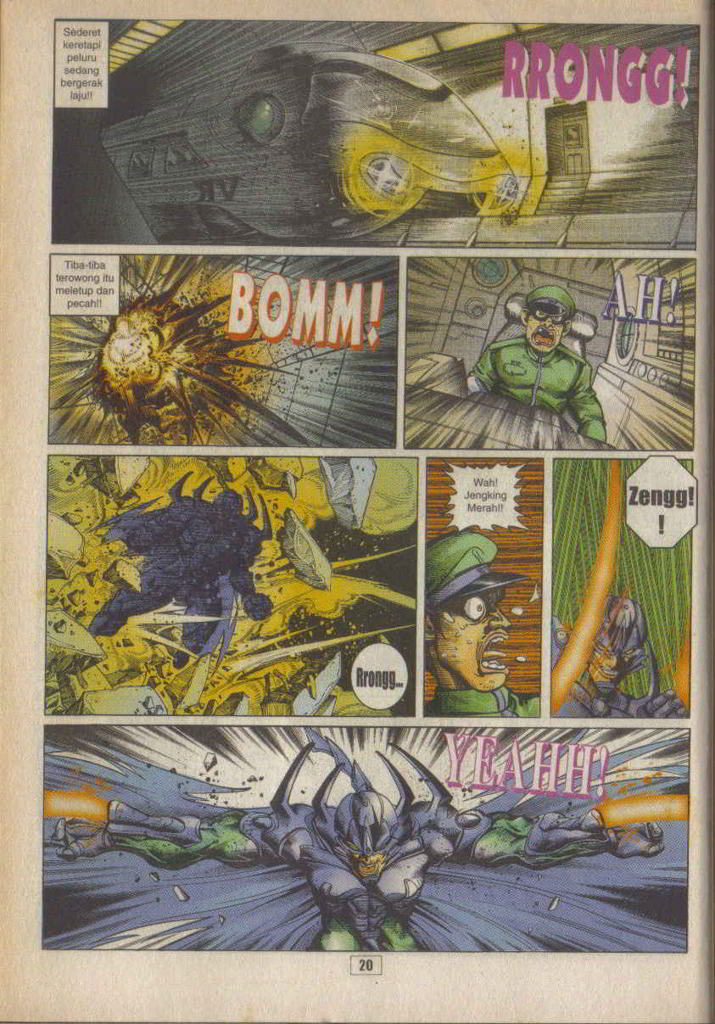 Sederet
keretapi
peluru
sedang
bergerak
laju!!
RRONGG!
Tiba-tiba
terowong itu
meletup dan
pecah!!
BOMM!
AH!
Rrongg...
Wah!
Jengking
Merah!!
Zengg!
!
YEAHH!
20